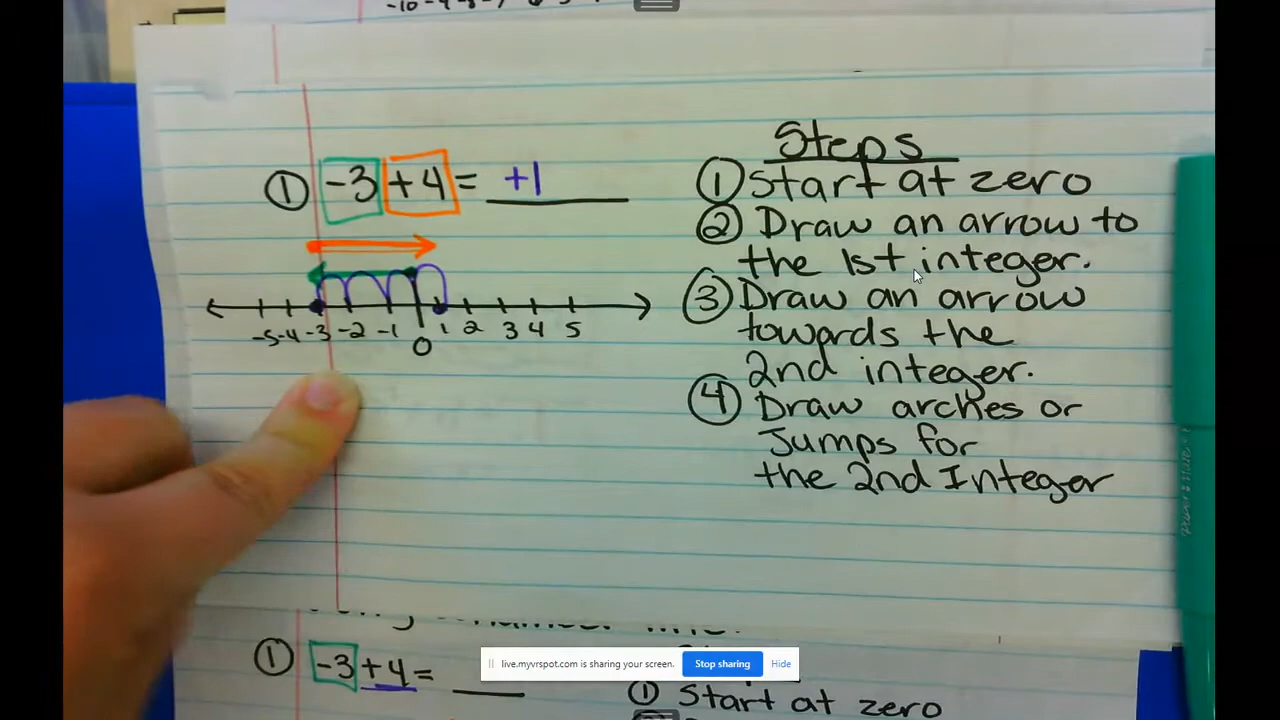 ① -3 + 4 = +1
-5 -4 -3 -2 -1 0 1 2 3 4 5
Steps
① Start at zero
② Draw an arrow to
the 1st integer.
③ Draw an arrow
towards the
2nd integer.
④ Draw arches or
Jumps for
the 2nd Integer
① -3 + 4 =
① Start at zero
live.myvrspot.com is sharing your screen.
Stop sharing
Hide